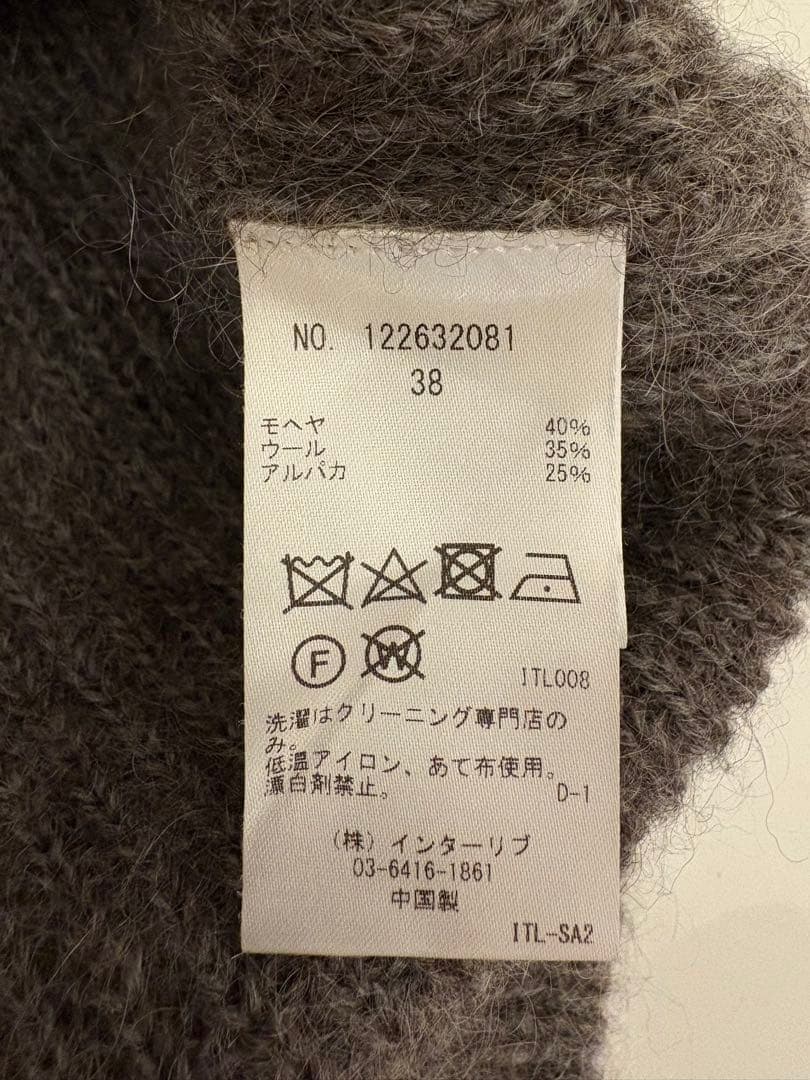 NO. 122632081
38
モヘヤ 40%
ウール 35%
アルパカ 25%
F W
ITL008
洗濯はクリーニング専門店の
み。
低温アイロン、あて布使用。
漂白剤禁止。 D-1
(株)インターリブ
03-6416-1861
中国製
ITL-SA2